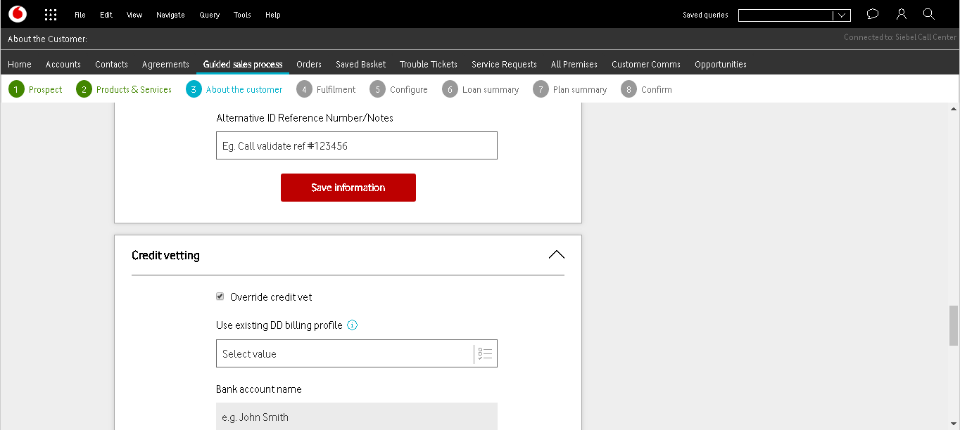 File Edit View Navigate Query Tools Help Saved queries
About the Customer: Connected to: Siebel Call Center
Home Accounts Contacts Agreements Guided sales process Orders Saved Basket Trouble Tickets Service Requests All Premises Customer Comms Opportunities
1 Prospect 2 Products & Services 3 About the customer 4 Fulfilment 5 Configure 6 Loan summary 7 Plan summary 8 Confirm
Alternative ID Reference Number/Notes
Eg. Call validate ref #123456
Save information
Credit vetting
Override credit vet
Use existing DD billing profile
Select value
Bank account name
e.g. John Smith